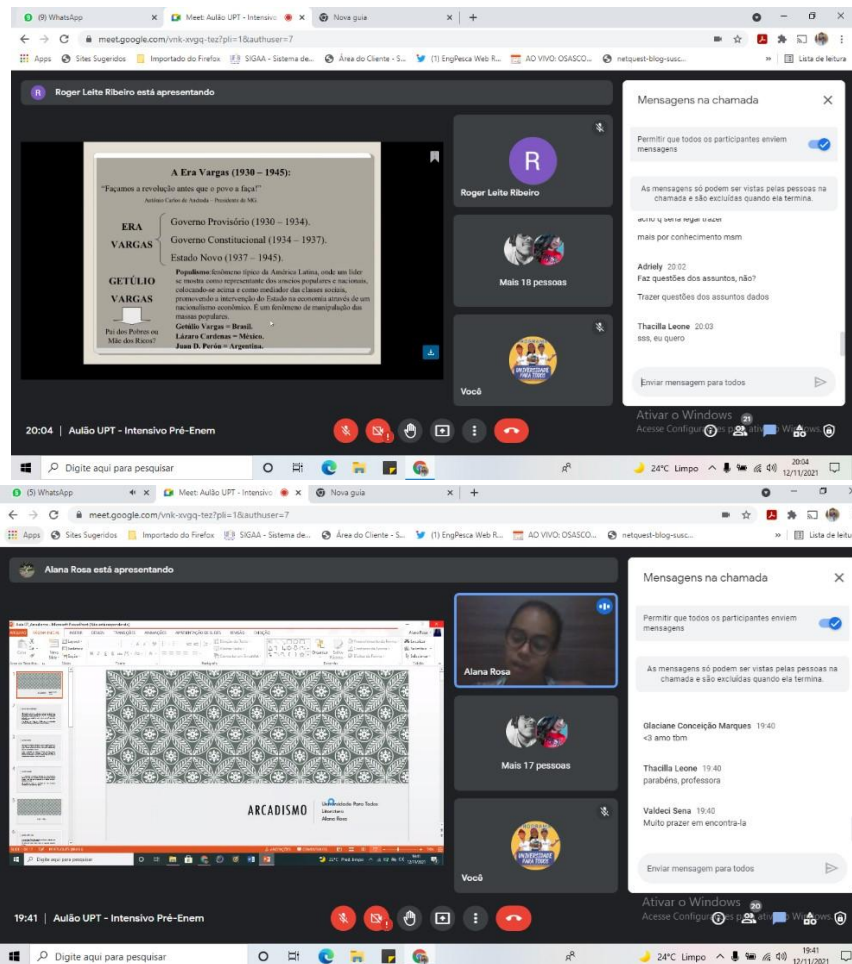 (9) WhatsApp
Meet: Aulão UPT - Intensivo
Nova guia
meet.google.com/vnk-xvgq-tez?pli=1&authuser=7
Apps
Sites Sugeridos
Importado do Firefox
SIGAA - Sistema de...
Área do Cliente - S...
(1) EngPesca Web R...
AO VIVO: OSASCO...
netquest-blog-susc...
Lista de leitura
R
Roger Leite Ribeiro está apresentando
A Era Vargas (1930 – 1945):
"Façamos a revolução antes que o povo a faça!"
Antônio Carlos de Andrada – Presidente de MG
ERA
VARGAS
Governo Provisório (1930 – 1934).
Governo Constitucional (1934 – 1937).
Estado Novo (1937 – 1945).
GETÚLIO
VARGAS
Pai dos Pobres ou
Mãe dos Ricos?
Populismo: fenômeno típico da América Latina, onde um líder
se mostra como representante dos anseios populares e nacionais,
colocando-se acima e como mediador das classes sociais,
promovendo a intervenção do Estado na economia através de um
nacionalismo econômico. É um fenômeno de manipulação das
massas populares.
Getúlio Vargas = Brasil.
Lázaro Cardenas = México.
Juan D. Perón = Argentina.
R
Roger Leite Ribeiro
Mais 18 pessoas
UNIVERSIDADE
PARA TODOS
Você
Mensagens na chamada
Permitir que todos os participantes enviem
mensagens
As mensagens só podem ser vistas pelas pessoas na
chamada e são excluídas quando ela termina.
mais por conhecimento msm
Adriely 20:02
Faz questões dos assuntos, não?
Trazer questões dos assuntos dados
Thacilla Leone 20:03
sss, eu quero
Enviar mensagem para todos
20:04 | Aulão UPT - Intensivo Pré-Enem
Ativar o Windows
21
Digite aqui para pesquisar
24°C Limpo
20:04
12/11/2021
(5) WhatsApp
Meet: Aulão UPT - Intensivo
Nova guia
meet.google.com/vnk-xvgq-tez?pli=1&authuser=7
Apps
Sites Sugeridos
Importado do Firefox
SIGAA - Sistema de...
Área do Cliente - S...
(1) EngPesca Web R...
AO VIVO: OSASCO...
netquest-blog-susc...
Lista de leitu
Alana Rosa está apresentando
ARCADISMO
Universidade Para Todos
Literatura
Alana Rosa
Alana Rosa
Mais 17 pessoas
UNIVERSIDADE
PARA TODOS
Você
Mensagens na chamada
Permitir que todos os participantes enviem
mensagens
As mensagens só podem ser vistas pelas pessoas na
chamada e são excluídas quando ela termina.
Glaciane Conceição Marques 19:40
<3 amo tbm
Thacilla Leone 19:40
parabéns, professora
Valdeci Sena 19:40
Muito prazer em encontra-la
Enviar mensagem para todos
19:41 | Aulão UPT - Intensivo Pré-Enem
Ativar o Windows
20
Digite aqui para pesquisar
24°C Limpo
19:41
12/11/2021